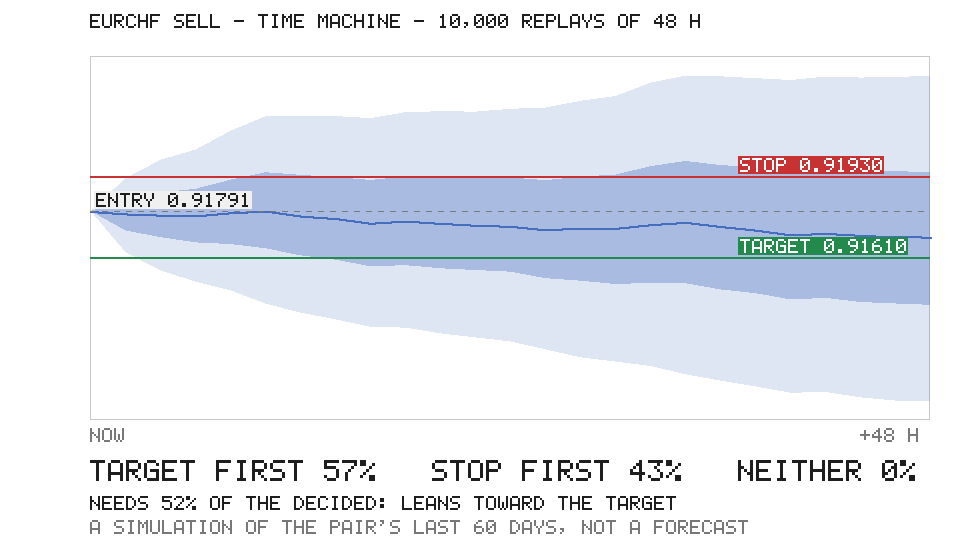 EURCHF SELL - TIME MACHINE - 10,000 REPLAYS OF 48 H
STOP 0.91930
ENTRY 0.91791
TARGET 0.91610
NOW +48 H
TARGET FIRST 57% STOP FIRST 43% NEITHER 0%
NEEDS 52% OF THE DECIDED: LEANS TOWARD THE TARGET
A SIMULATION OF THE PAIR'S LAST 60 DAYS, NOT A FORECAST